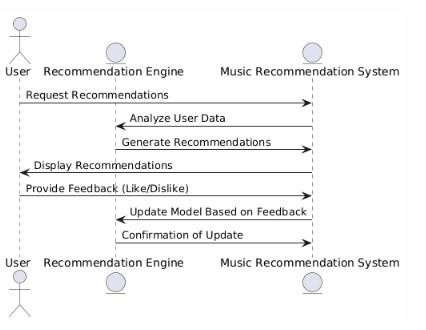 User Recommendation Engine Music Recommendation System
Request Recommendations
Analyze User Data
Generate Recommendations
Display Recommendations
Provide Feedback (Like/Dislike)
Update Model Based on Feedback
Confirmation of Update
User Recommendation Engine Music Recommendation System